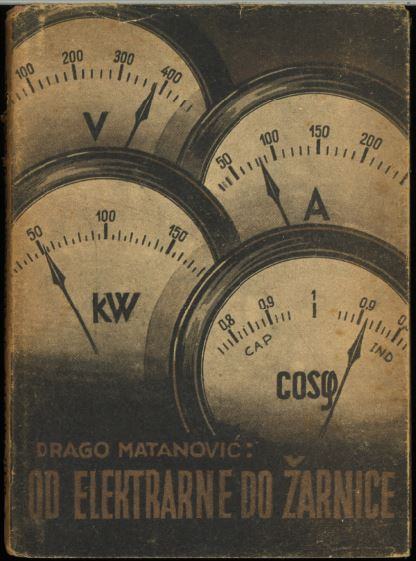 100 200 300 400
V
50 100 150 200
A
50 100 150
KW
0,8 0,9 1 0,9 0
CAP IND
cosφ
DRAGO MATANOVIĆ:
OD ELEKTRARNE DO ŽARNICE